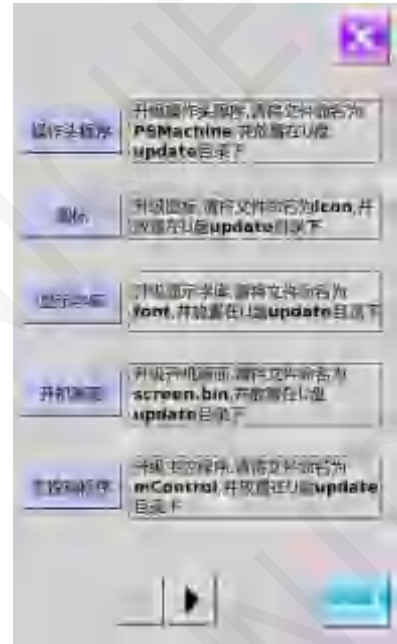 操作头程序
升级操作头程序,请将文件命名为
PSMachine,并放置在U盘
update目录下
图标
升级图标,请将文件命名为Icon,并
放置在U盘update目录下
显示字库
升级显示字库,请将文件命名为
font,并放置在U盘update目录下
开机画面
升级开机画面,请将文件命名为
screen.bin,并放置在U盘
update目录下
主控制程序
升级主控程序,请将文件命名为
mControl,并放置在U盘update
目录下